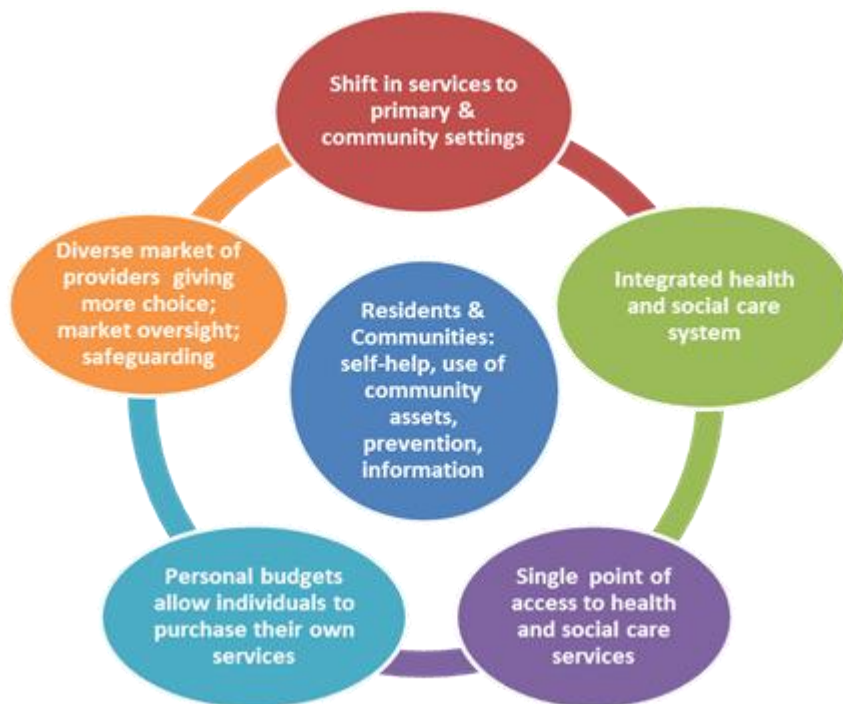 Shift in services to
primary &
community settings
Integrated health
and social care
system
Single point of
access to health
and social care
services
Personal budgets
allow individuals to
purchase their own
services
Diverse market of
providers giving
more choice;
market oversight;
safeguarding
Residents &
Communities:
self-help, use of
community
assets,
prevention,
information